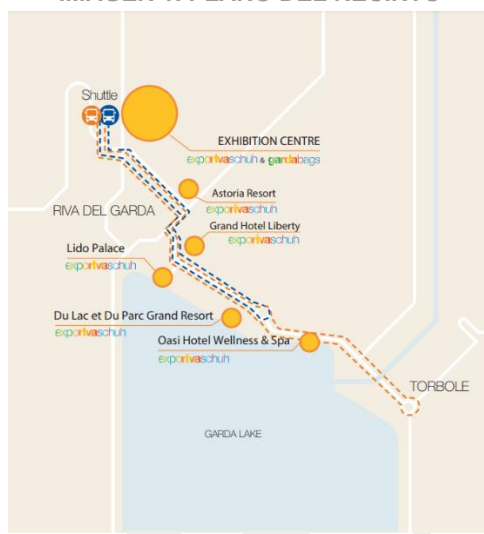 Shuttle
EXHIBITION CENTRE
exporivaschuh & gardabags
Astoria Resort
exporivaschuh
RIVA DEL GARDA
Grand Hotel Liberty
exporivaschuh
Lido Palace
exporivaschuh
Du Lac et Du Parc Grand Resort
exporivaschuh
Oasi Hotel Wellness & Spa
exporivaschuh
TORBOLE
GARDA LAKE